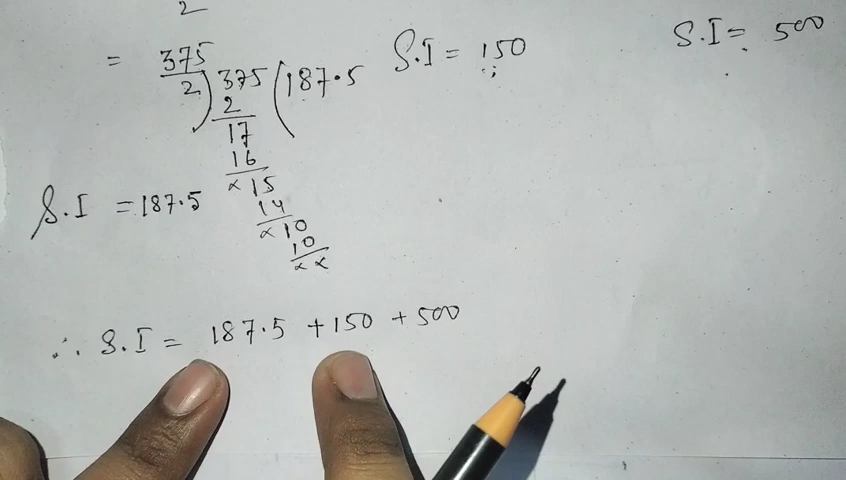 2
= 375 S.I = 150 S.I = 500
2) 375 (187.5
2
17
16
× 15
S.I = 187.5
14
× 10
10
× ×
∴ S.I = 187.5 + 150 + 500